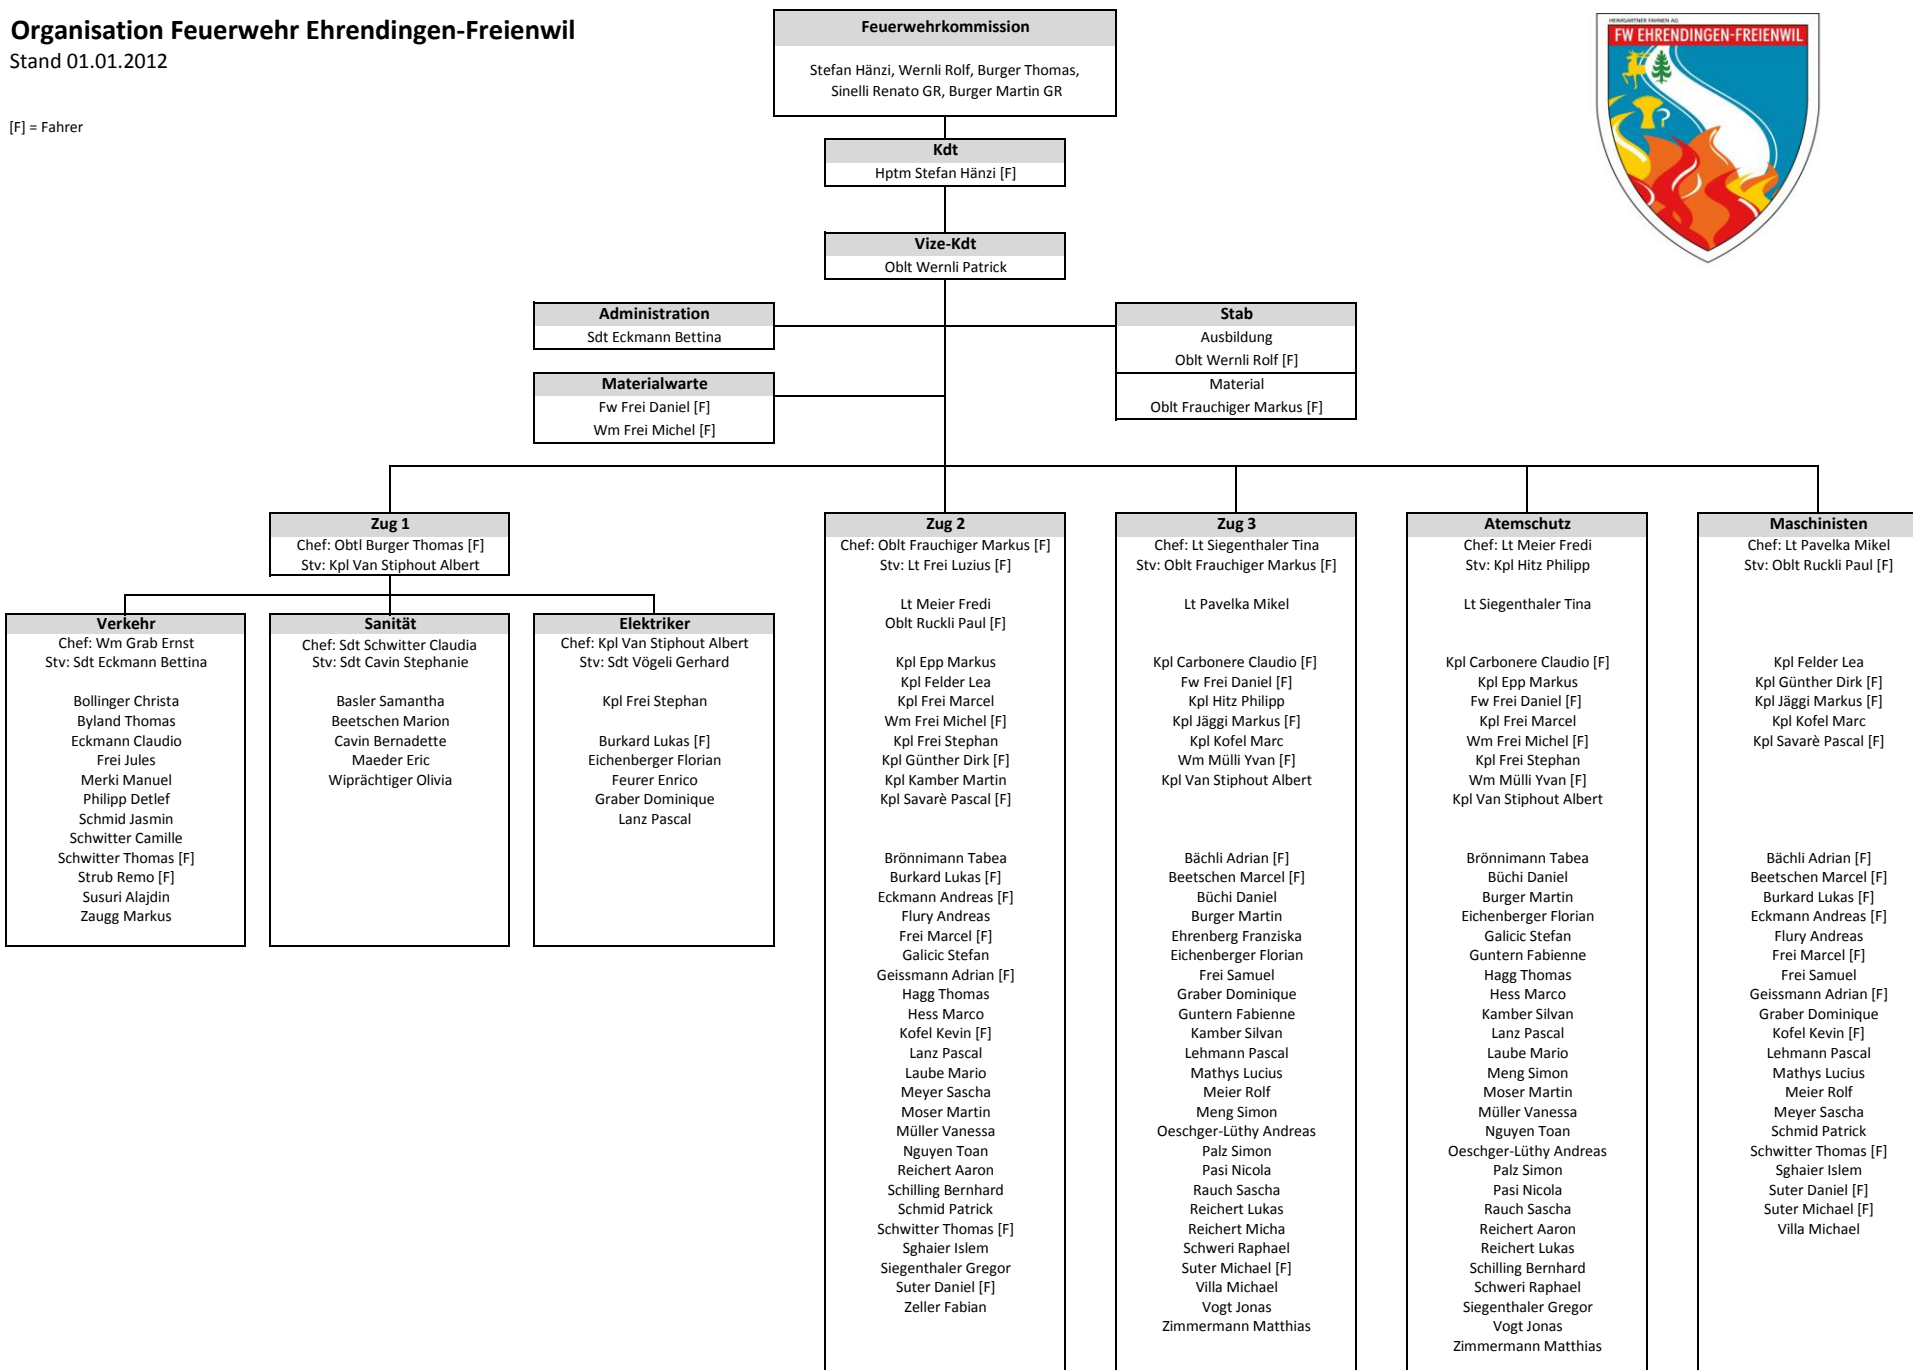 Organisation Feuerwehr Ehrendingen-Freienwil
Stand 01.01.2012
[F] = Fahrer
Feuerwehrkommission
Stefan Hänzi, Wernli Rolf, Burger Thomas,
Sinelli Renato GR, Burger Martin GR
HEIMGARTNER FAHNEN AG
FW EHRENDINGEN-FREIENWIL
Kdt
Hptm Stefan Hänzi [F]
Vize-Kdt
Oblt Wernli Patrick
Administration
Sdt Eckmann Bettina
Stab
Ausbildung
Oblt Wernli Rolf [F]
Material
Oblt Frauchiger Markus [F]
Materialwarte
Fw Frei Daniel [F]
Wm Frei Michel [F]
Zug 1
Chef: Obtl Burger Thomas [F]
Stv: Kpl Van Stiphout Albert
Verkehr
Chef: Wm Grab Ernst
Stv: Sdt Eckmann Bettina
Bollinger Christa
Byland Thomas
Eckmann Claudio
Frei Jules
Merki Manuel
Philipp Detlef
Schmid Jasmin
Schwitter Camille
Schwitter Thomas [F]
Strub Remo [F]
Susuri Alajdin
Zaugg Markus
Sanität
Chef: Sdt Schwitter Claudia
Stv: Sdt Cavin Stephanie
Basler Samantha
Beetschen Marion
Cavin Bernadette
Maeder Eric
Wiprächtiger Olivia
Elektriker
Chef: Kpl Van Stiphout Albert
Stv: Sdt Vögeli Gerhard
Kpl Frei Stephan
Burkard Lukas [F]
Eichenberger Florian
Feurer Enrico
Graber Dominique
Lanz Pascal
Zug 2
Chef: Oblt Frauchiger Markus [F]
Stv: Lt Frei Luzius [F]
Lt Meier Fredi
Oblt Ruckli Paul [F]
Kpl Epp Markus
Kpl Felder Lea
Kpl Frei Marcel
Wm Frei Michel [F]
Kpl Frei Stephan
Kpl Günther Dirk [F]
Kpl Kamber Martin
Kpl Savarè Pascal [F]
Brönnimann Tabea
Burkard Lukas [F]
Eckmann Andreas [F]
Flury Andreas
Frei Marcel [F]
Galicic Stefan
Geissmann Adrian [F]
Hagg Thomas
Hess Marco
Kofel Kevin [F]
Lanz Pascal
Laube Mario
Meyer Sascha
Moser Martin
Müller Vanessa
Nguyen Toan
Reichert Aaron
Schilling Bernhard
Schmid Patrick
Schwitter Thomas [F]
Sghaier Islem
Siegenthaler Gregor
Suter Daniel [F]
Zeller Fabian
Zug 3
Chef: Lt Siegenthaler Tina
Stv: Oblt Frauchiger Markus [F]
Lt Pavelka Mikel
Kpl Carbonere Claudio [F]
Fw Frei Daniel [F]
Kpl Hitz Philipp
Kpl Jäggi Markus [F]
Kpl Kofel Marc
Wm Mülli Yvan [F]
Kpl Van Stiphout Albert
Bächli Adrian [F]
Beetschen Marcel [F]
Büchi Daniel
Burger Martin
Ehrenberg Franziska
Eichenberger Florian
Frei Samuel
Graber Dominique
Guntern Fabienne
Kamber Silvan
Lehmann Pascal
Mathys Lucius
Meier Rolf
Meng Simon
Oeschger-Lüthy Andreas
Palz Simon
Pasi Nicola
Rauch Sascha
Reichert Lukas
Reichert Micha
Schweri Raphael
Suter Michael [F]
Villa Michael
Vogt Jonas
Zimmermann Matthias
Atemschutz
Chef: Lt Meier Fredi
Stv: Kpl Hitz Philipp
Lt Siegenthaler Tina
Kpl Carbonere Claudio [F]
Kpl Epp Markus
Fw Frei Daniel [F]
Kpl Frei Marcel
Wm Frei Michel [F]
Kpl Frei Stephan
Wm Mülli Yvan [F]
Kpl Van Stiphout Albert
Brönnimann Tabea
Büchi Daniel
Burger Martin
Eichenberger Florian
Galicic Stefan
Guntern Fabienne
Hagg Thomas
Hess Marco
Kamber Silvan
Lanz Pascal
Laube Mario
Meng Simon
Moser Martin
Müller Vanessa
Nguyen Toan
Oeschger-Lüthy Andreas
Palz Simon
Pasi Nicola
Rauch Sascha
Reichert Aaron
Reichert Lukas
Schilling Bernhard
Schweri Raphael
Siegenthaler Gregor
Vogt Jonas
Zimmermann Matthias
Maschinisten
Chef: Lt Pavelka Mikel
Stv: Oblt Ruckli Paul [F]
Kpl Felder Lea
Kpl Günther Dirk [F]
Kpl Jäggi Markus [F]
Kpl Kofel Marc
Kpl Savarè Pascal [F]
Bächli Adrian [F]
Beetschen Marcel [F]
Burkard Lukas [F]
Eckmann Andreas [F]
Flury Andreas
Frei Marcel [F]
Frei Samuel
Geissmann Adrian [F]
Graber Dominique
Kofel Kevin [F]
Lehmann Pascal
Mathys Lucius
Meier Rolf
Meyer Sascha
Schmid Patrick
Schwitter Thomas [F]
Sghaier Islem
Suter Daniel [F]
Suter Michael [F]
Villa Michael